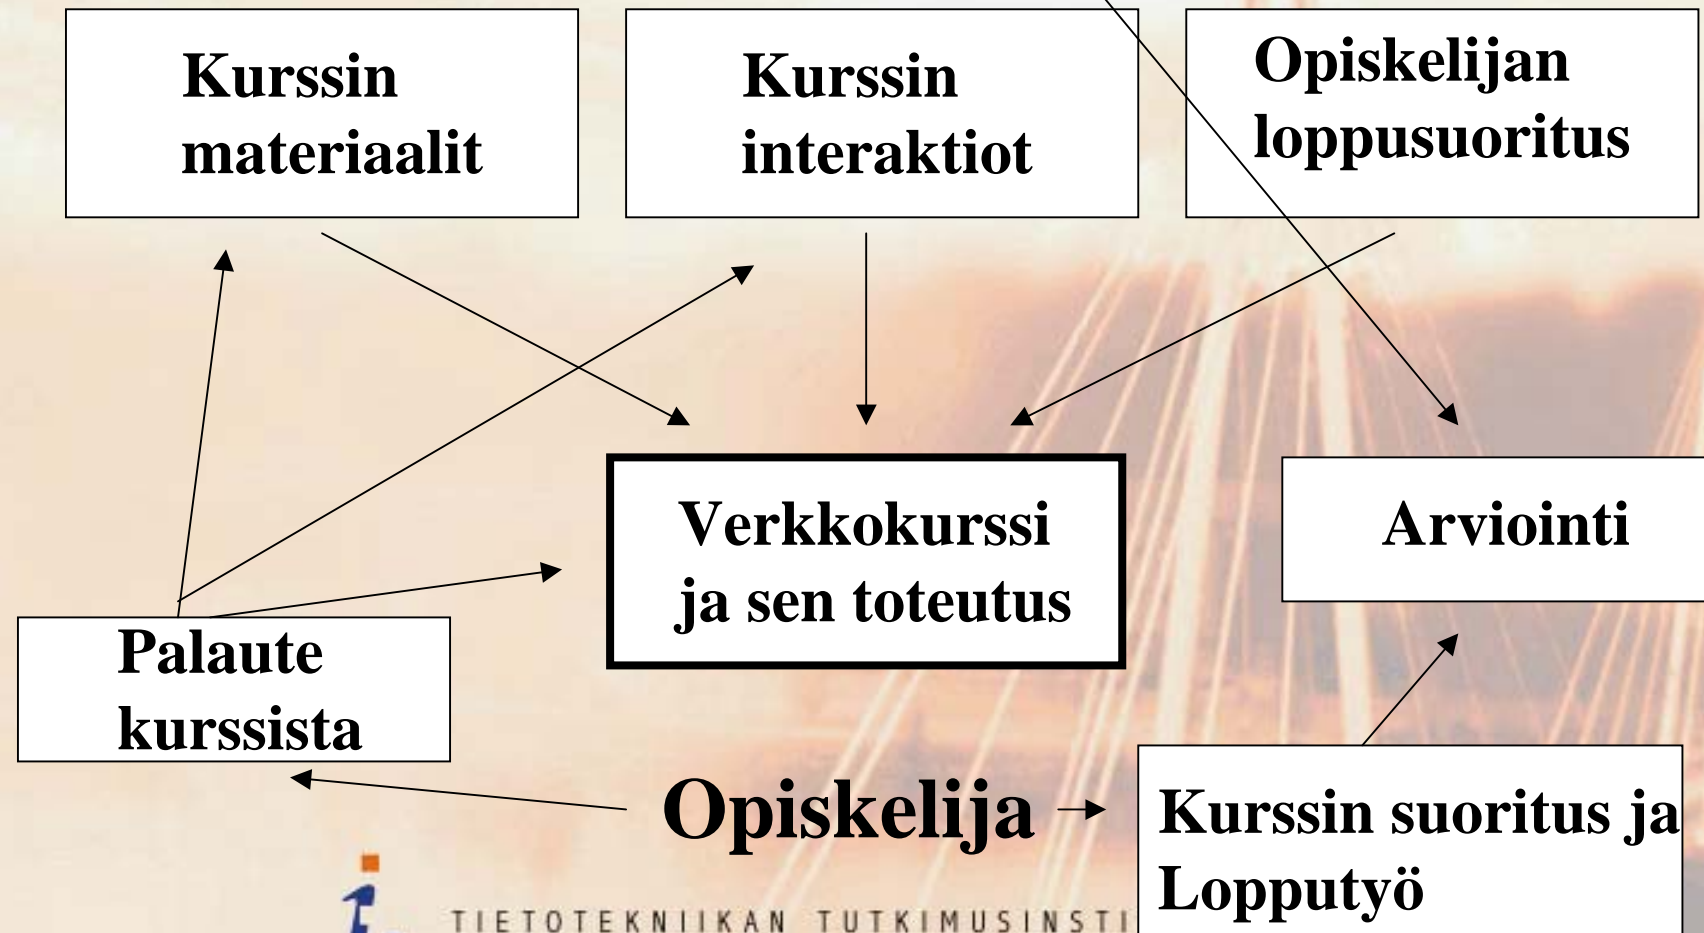 Kurssin
materiaalit
Kurssin
interaktiot
Opiskelijan
loppusuoritus
Verkkokurssi
ja sen toteutus
Arviointi
Palaute
kurssista
Opiskelija
Kurssin suoritus ja
Lopputyö
TIETOTEKNIIKAN TUTKIMUSINSTI